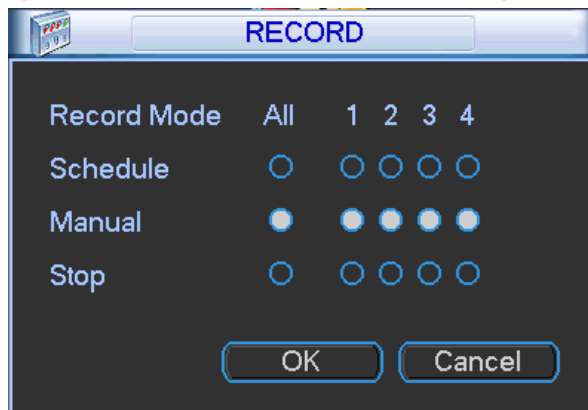 RECORD
Record Mode All 1 2 3 4
Schedule
Manual
Stop
OK Cancel